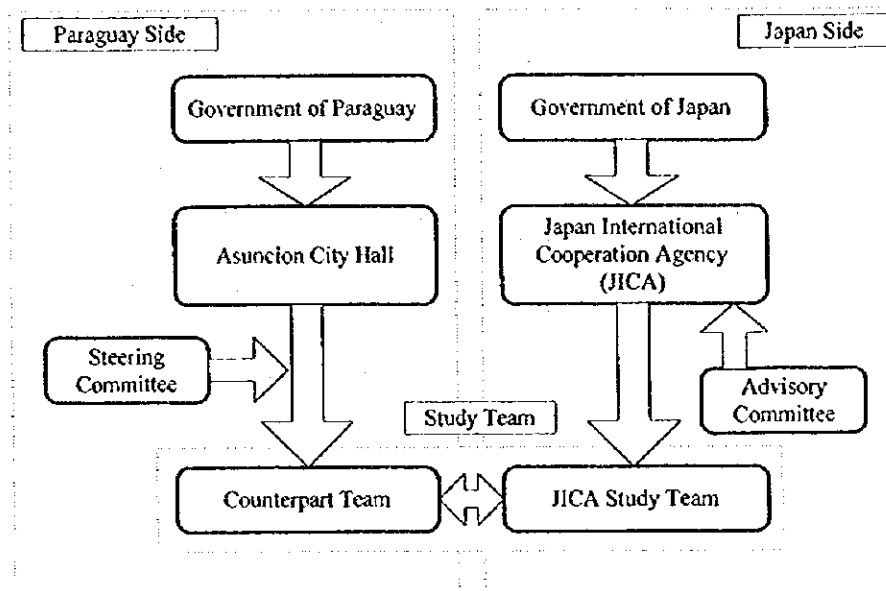 Paraguay Side
Japan Side
Government of Paraguay
Government of Japan
Asuncion City Hall
Japan International
Cooperation Agency
(JICA)
Steering
Committee
Advisory
Committee
Study Team
Counterpart Team
JICA Study Team